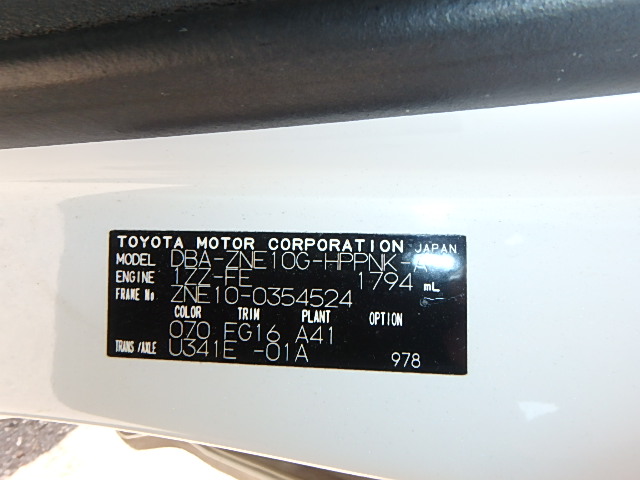 TOYOTA MOTOR CORPORATION JAPAN
MODEL DBA-ZNE10G-HPPNK-A
ENGINE 1ZZ-FE 1794 mL
FRAME No. ZNE10-0354524
COLOR TRIM PLANT OPTION
070 FG16 A41
TRANS/AXLE U341E -01A 978